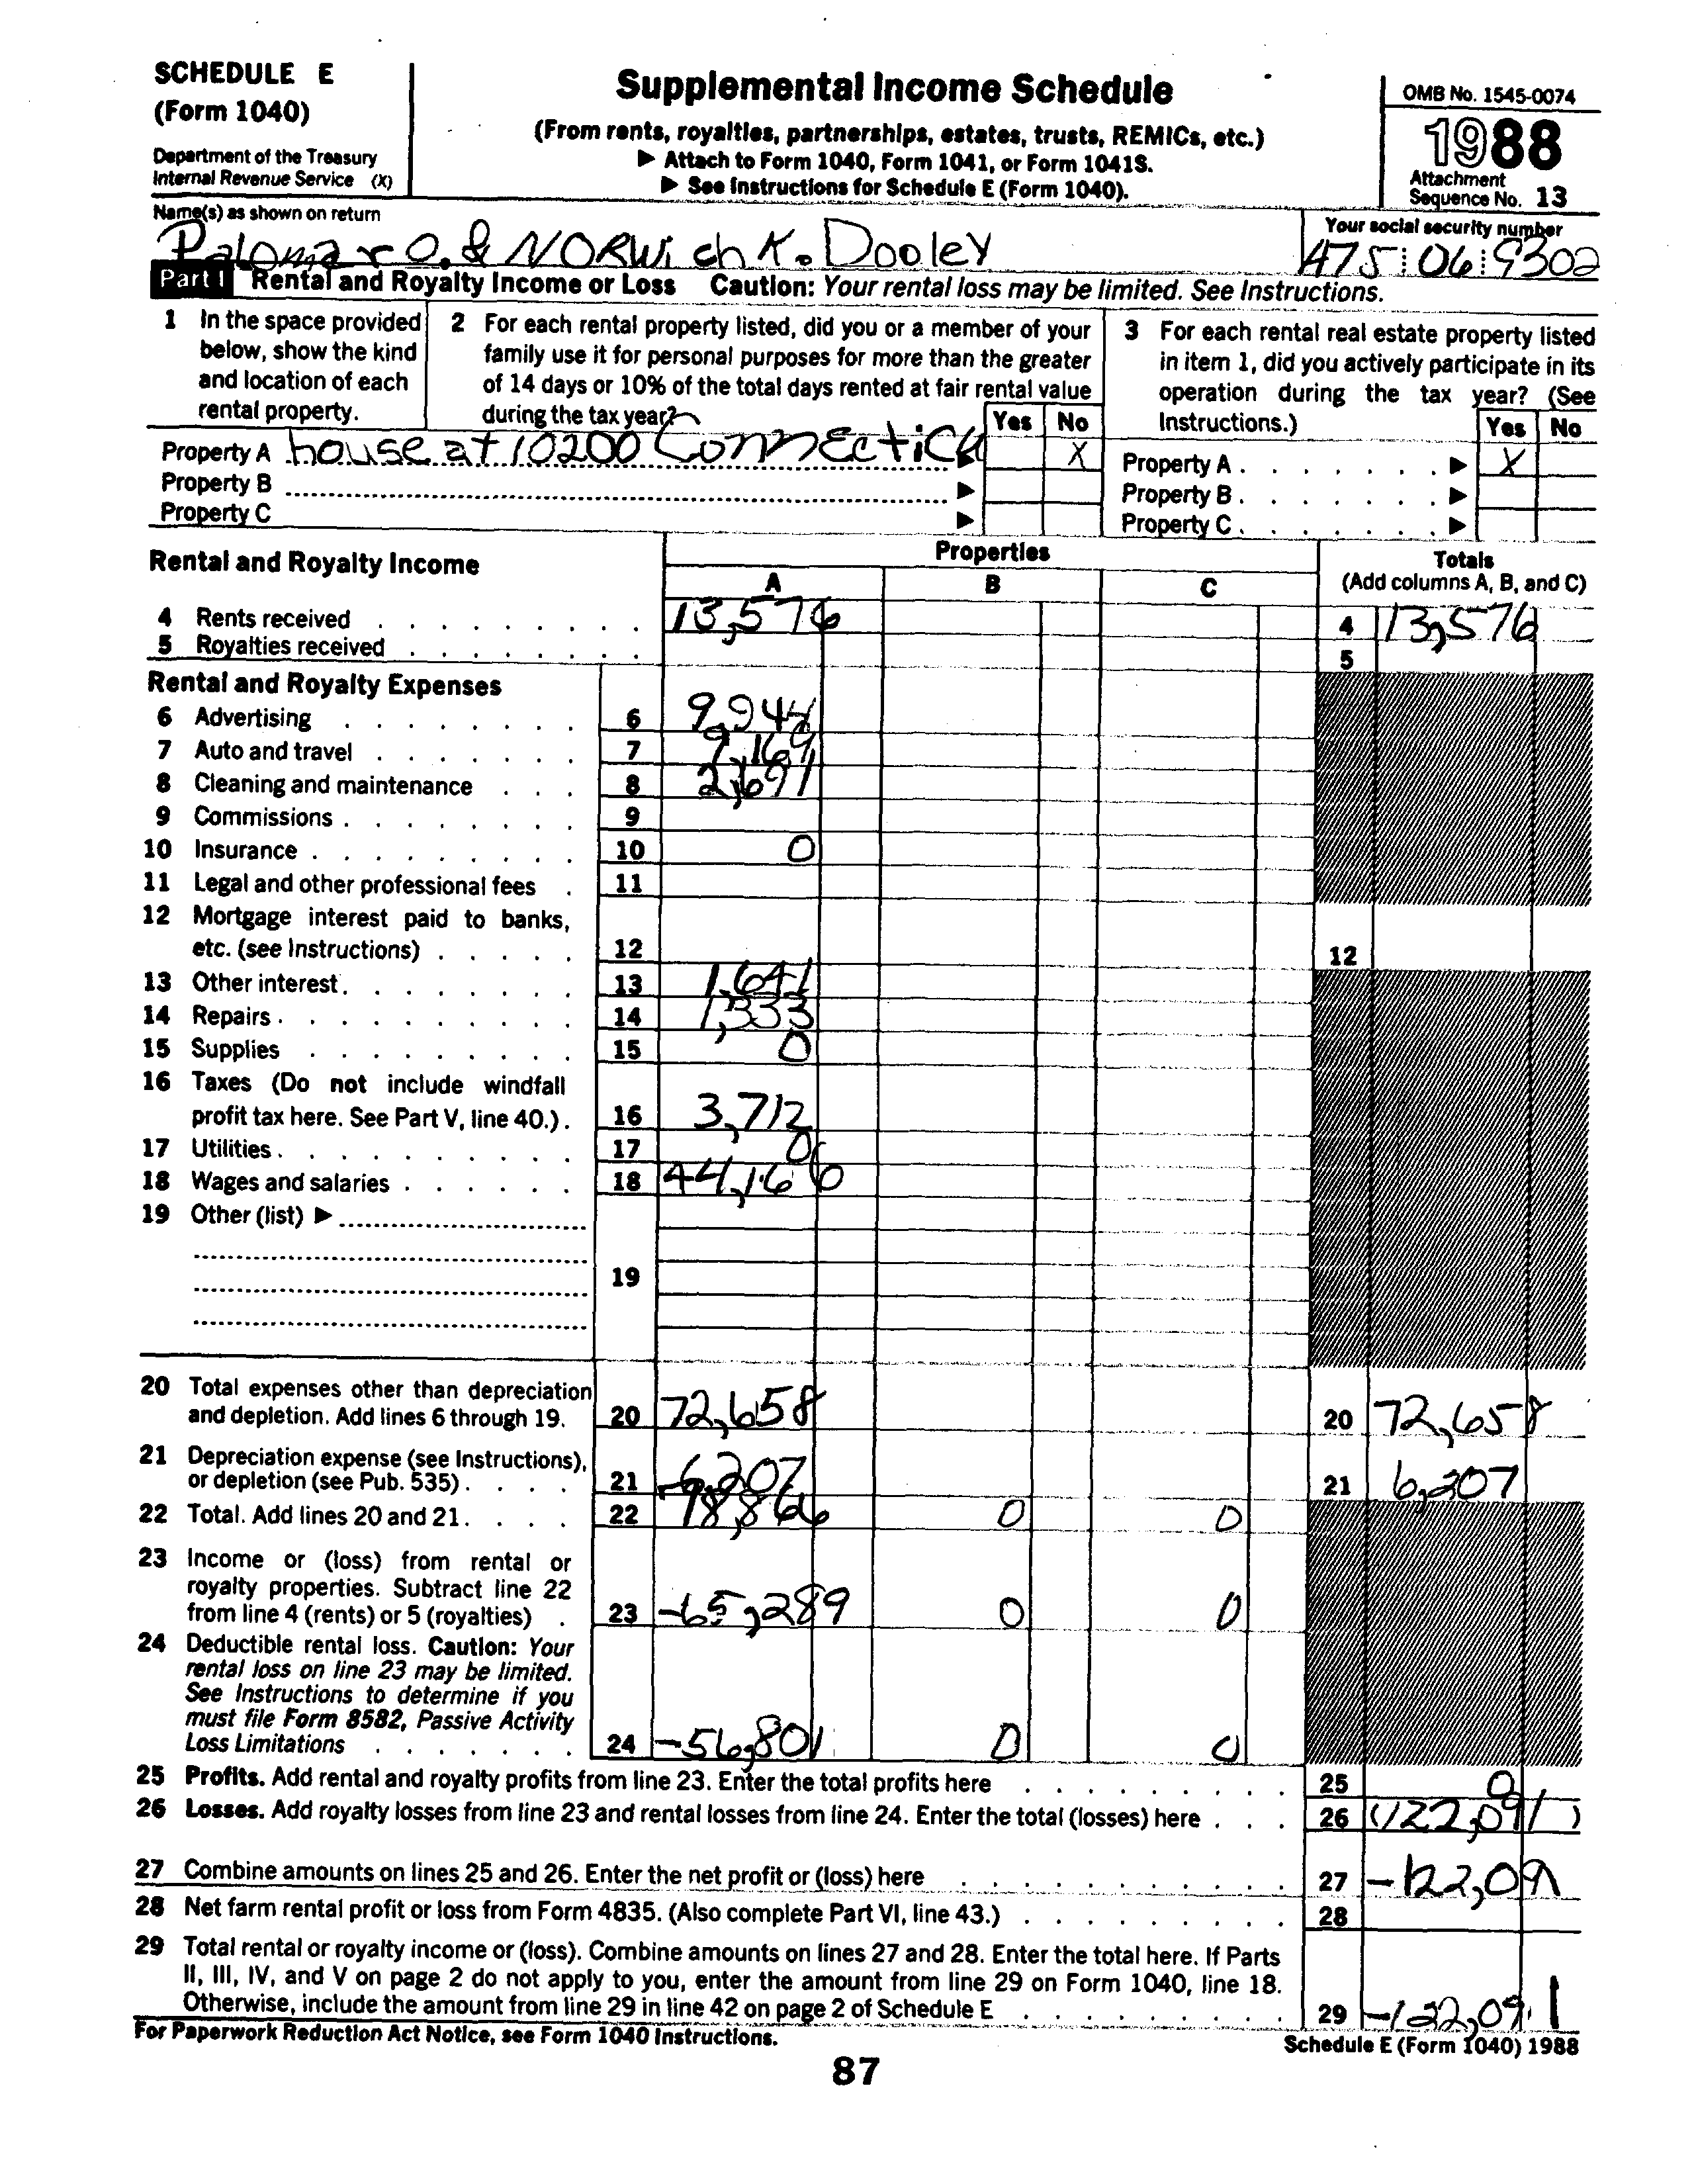 SCHEDULE E
(Form 1040)
Department of the Treasury
Internal Revenue Service (X)
Supplemental Income Schedule
(From rents, royalties, partnerships, estates, trusts, REMICs, etc.)
▶ Attach to Form 1040, Form 1041, or Form 1041S.
▶ See Instructions for Schedule E (Form 1040).
OMB No. 1545-0074
1988
Attachment
Sequence No. 13
Name(s) as shown on return
Palomar O. & NORWich K. Dooley
Your social security number
475 06 9302
Part I Rental and Royalty Income or Loss Caution: Your rental loss may be limited. See Instructions.
1 In the space provided
below, show the kind
and location of each
rental property.
2 For each rental property listed, did you or a member of your
family use it for personal purposes for more than the greater
of 14 days or 10% of the total days rented at fair rental value
during the tax year?
Yes No
3 For each rental real estate property listed
in item 1, did you actively participate in its
operation during the tax year? (See
Instructions.)
Yes No
Property A house at 10200 Connecticu ▶ X
Property B ▶
Property C ▶
Property A . . . . . . . ▶ X
Property B . . . . . . . ▶
Property C . . . . . . . ▶
Rental and Royalty Income
Properties
A B C
Totals
(Add columns A, B, and C)
4 Rents received 13,576 4 13,576
5 Royalties received 5
Rental and Royalty Expenses
6 Advertising 6 9,944
7 Auto and travel 7 9,169
8 Cleaning and maintenance 8 2,691
9 Commissions 9
10 Insurance 10 0
11 Legal and other professional fees 11
12 Mortgage interest paid to banks,
etc. (see Instructions) 12 12
13 Other interest 13 1,641
14 Repairs 14 1,333
15 Supplies 15 0
16 Taxes (Do not include windfall
profit tax here. See Part V, line 40.) 16 3,712
17 Utilities 17 0
18 Wages and salaries 18 44,166
19 Other (list) ▶
19
20 Total expenses other than depreciation
and depletion. Add lines 6 through 19. 20 72,658 20 72,658
21 Depreciation expense (see Instructions),
or depletion (see Pub. 535) 21 6,207 21 6,207
22 Total. Add lines 20 and 21. 22 78,866 0 0
23 Income or (loss) from rental or
royalty properties. Subtract line 22
from line 4 (rents) or 5 (royalties) 23 -65,289 0 0
24 Deductible rental loss. Caution: Your
rental loss on line 23 may be limited.
See Instructions to determine if you
must file Form 8582, Passive Activity
Loss Limitations 24 -56,801 0 0
25 Profits. Add rental and royalty profits from line 23. Enter the total profits here 25 0
26 Losses. Add royalty losses from line 23 and rental losses from line 24. Enter the total (losses) here 26 (122,091)
27 Combine amounts on lines 25 and 26. Enter the net profit or (loss) here 27 -122,091
28 Net farm rental profit or loss from Form 4835. (Also complete Part VI, line 43.) 28
29 Total rental or royalty income or (loss). Combine amounts on lines 27 and 28. Enter the total here. If Parts
II, III, IV, and V on page 2 do not apply to you, enter the amount from line 29 on Form 1040, line 18.
Otherwise, include the amount from line 29 in line 42 on page 2 of Schedule E 29 -122,091
For Paperwork Reduction Act Notice, see Form 1040 Instructions.
Schedule E (Form 1040) 1988
87